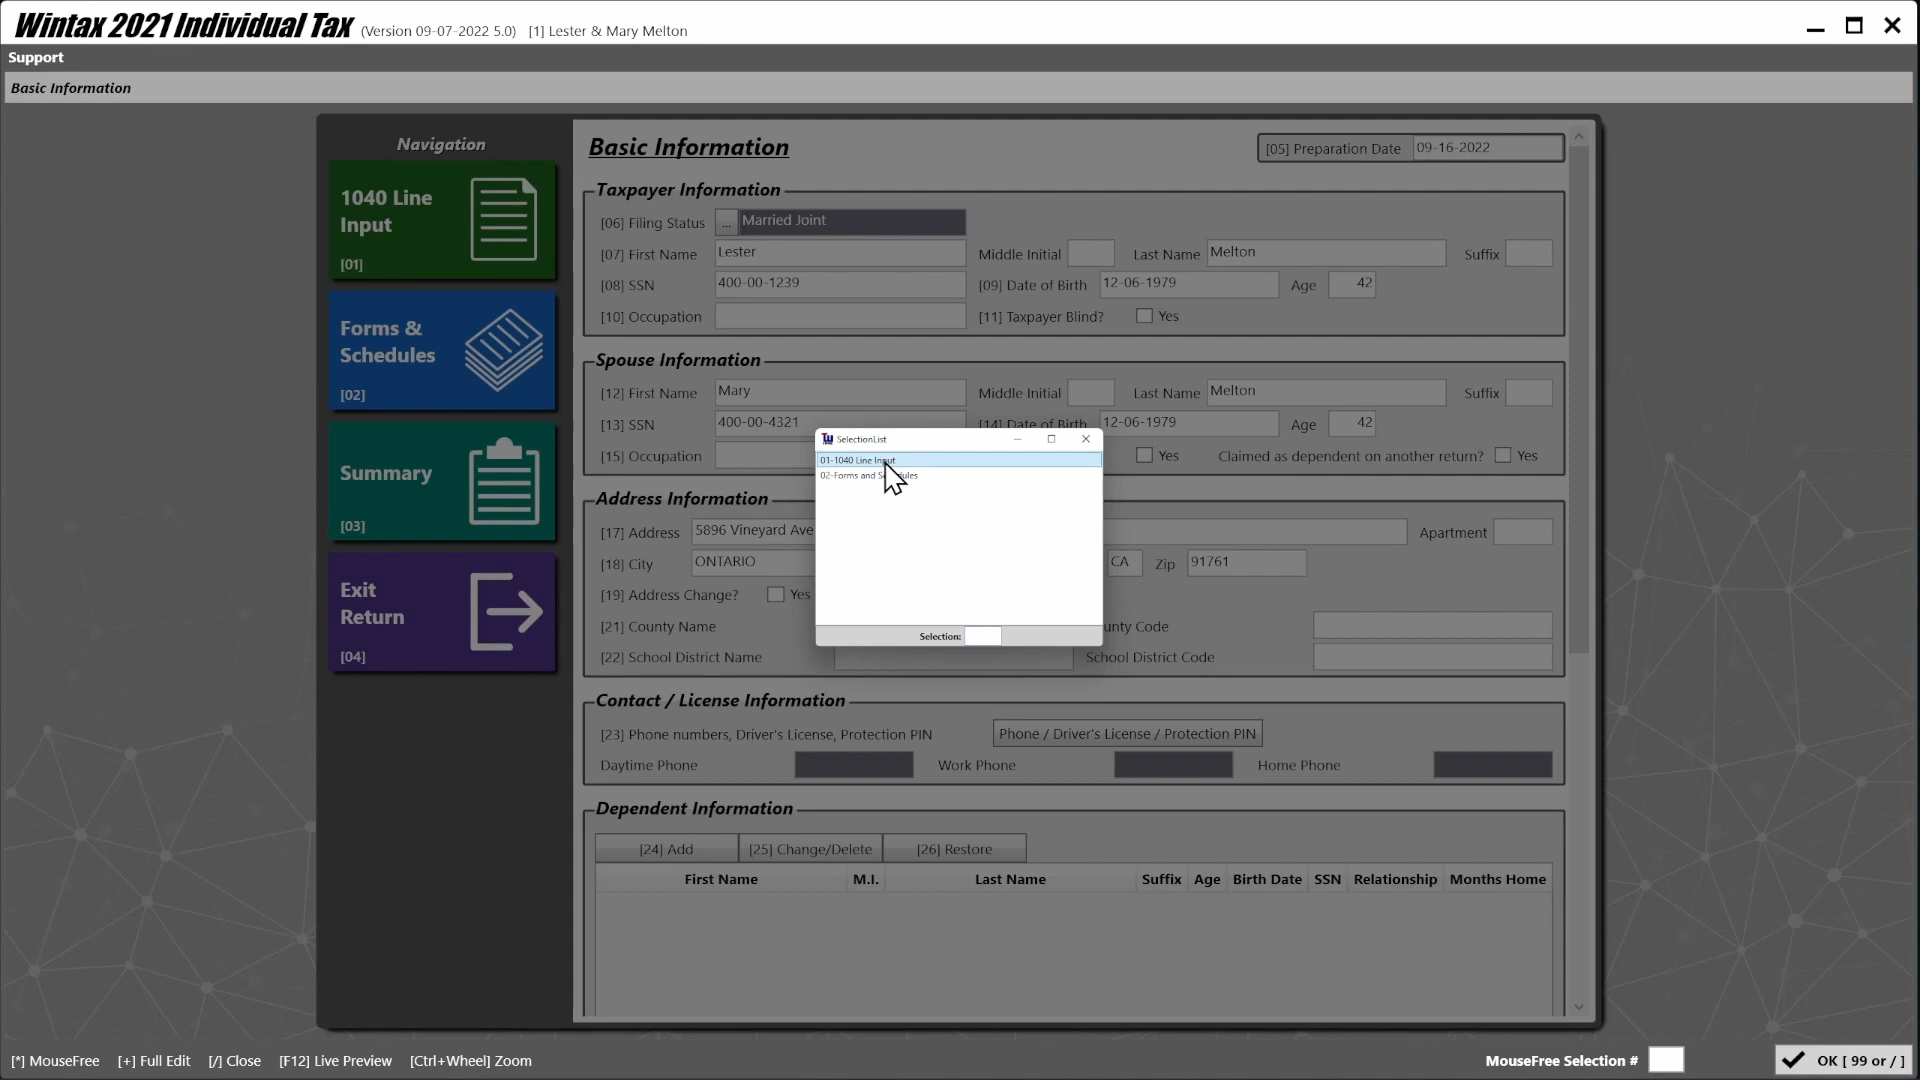 Wintax 2021 Individual Tax (Version 09-07-2022 5.0) [1] Lester & Mary Melton
Support
Basic Information
Navigation
1040 Line
Input
[01]
Forms &
Schedules
[02]
Summary
[03]
Exit
Return
[04]
Basic Information
[05] Preparation Date 09-16-2022
Taxpayer Information
[06] Filing Status ... Married Joint
[07] First Name Lester Middle Initial Last Name Melton Suffix
[08] SSN 400-00-1239 [09] Date of Birth 12-06-1979 Age 42
[10] Occupation [11] Taxpayer Blind? Yes
Spouse Information
[12] First Name Mary Middle Initial Last Name Melton Suffix
[13] SSN 400-00-4321 [14] Date of Birth 12-06-1979 Age 42
[15] Occupation Yes Claimed as dependent on another return? Yes
SelectionList
01-1040 Line Input
02-Forms and Schedules
Selection:
Address Information
[17] Address 5896 Vineyard Ave Apartment
[18] City ONTARIO CA Zip 91761
[19] Address Change? Yes
[21] County Name unty Code
[22] School District Name School District Code
Contact / License Information
[23] Phone numbers, Driver's License, Protection PIN Phone / Driver's License / Protection PIN
Daytime Phone Work Phone Home Phone
Dependent Information
[24] Add [25] Change/Delete [26] Restore
First Name M.I. Last Name Suffix Age Birth Date SSN Relationship Months Home
[*] MouseFree [+] Full Edit [/] Close [F12] Live Preview [Ctrl+Wheel] Zoom MouseFree Selection # OK [ 99 or / ]